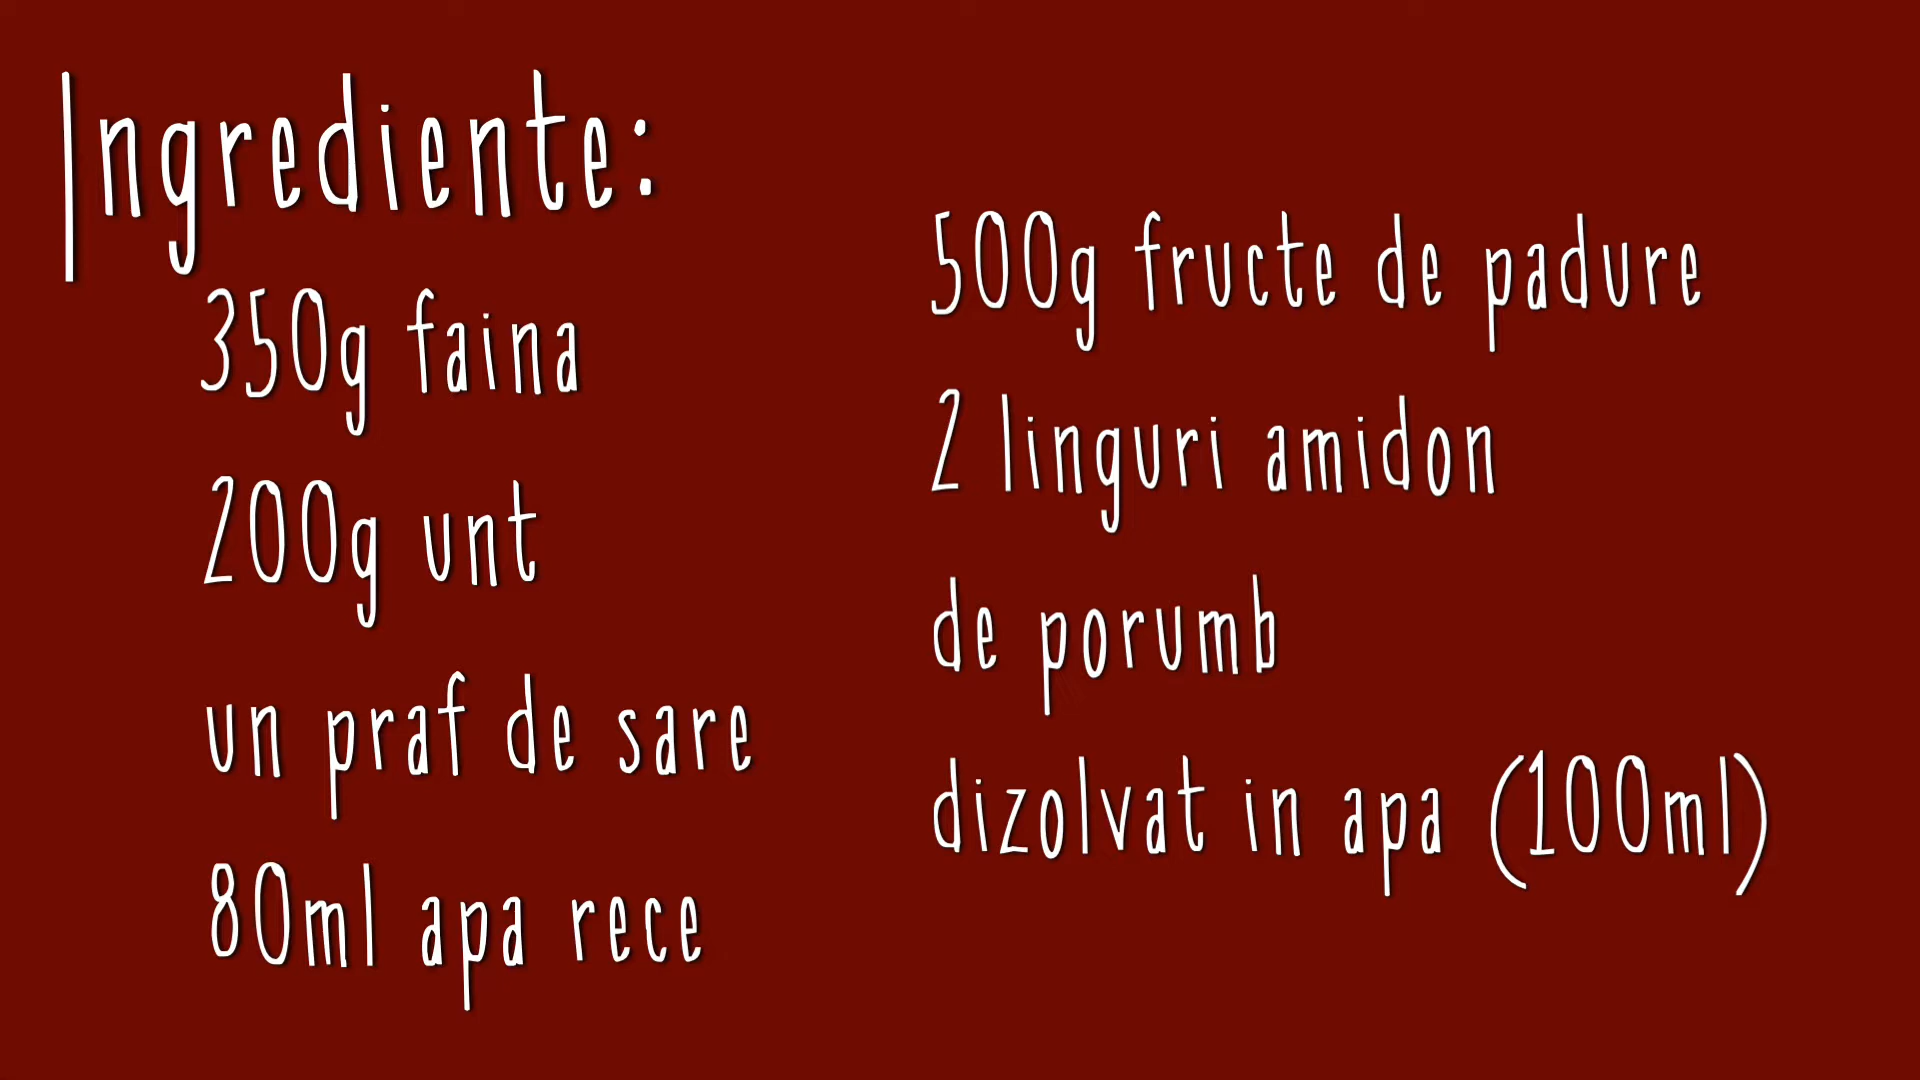 Ingrediente:
350g faina
200g unt
un praf de sare
80ml apa rece
500g fructe de padure
2 linguri amidon
de porumb
dizolvat in apa (100ml)